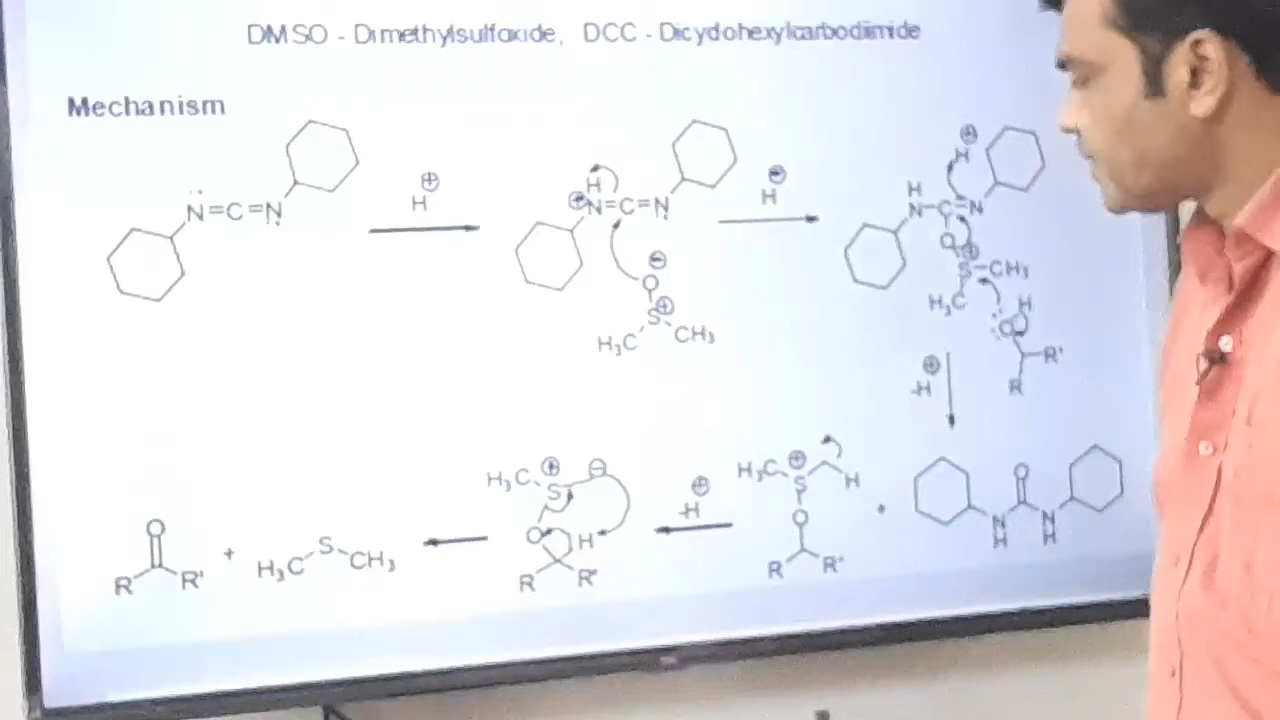 DMSO - Dimethylsulfoxide, DCC - Dicyclohexylcarbodiimide
Mechanism
N=C=N
H ⊕
H
⊕N=C=N
⊖
O
S ⊕
H₃C CH₃
H ⊖
⊕
H
H
N-C=N
O
⊕
S-CH₃
H₃C
H
O
R'
R
-H ⊕
O
N N
H H
H₃C ⊕
S H
O
R R'
-H ⊕
H₃C ⊕ ⊖
S
O H
R R'
O
R R'
+
H₃C S CH₃